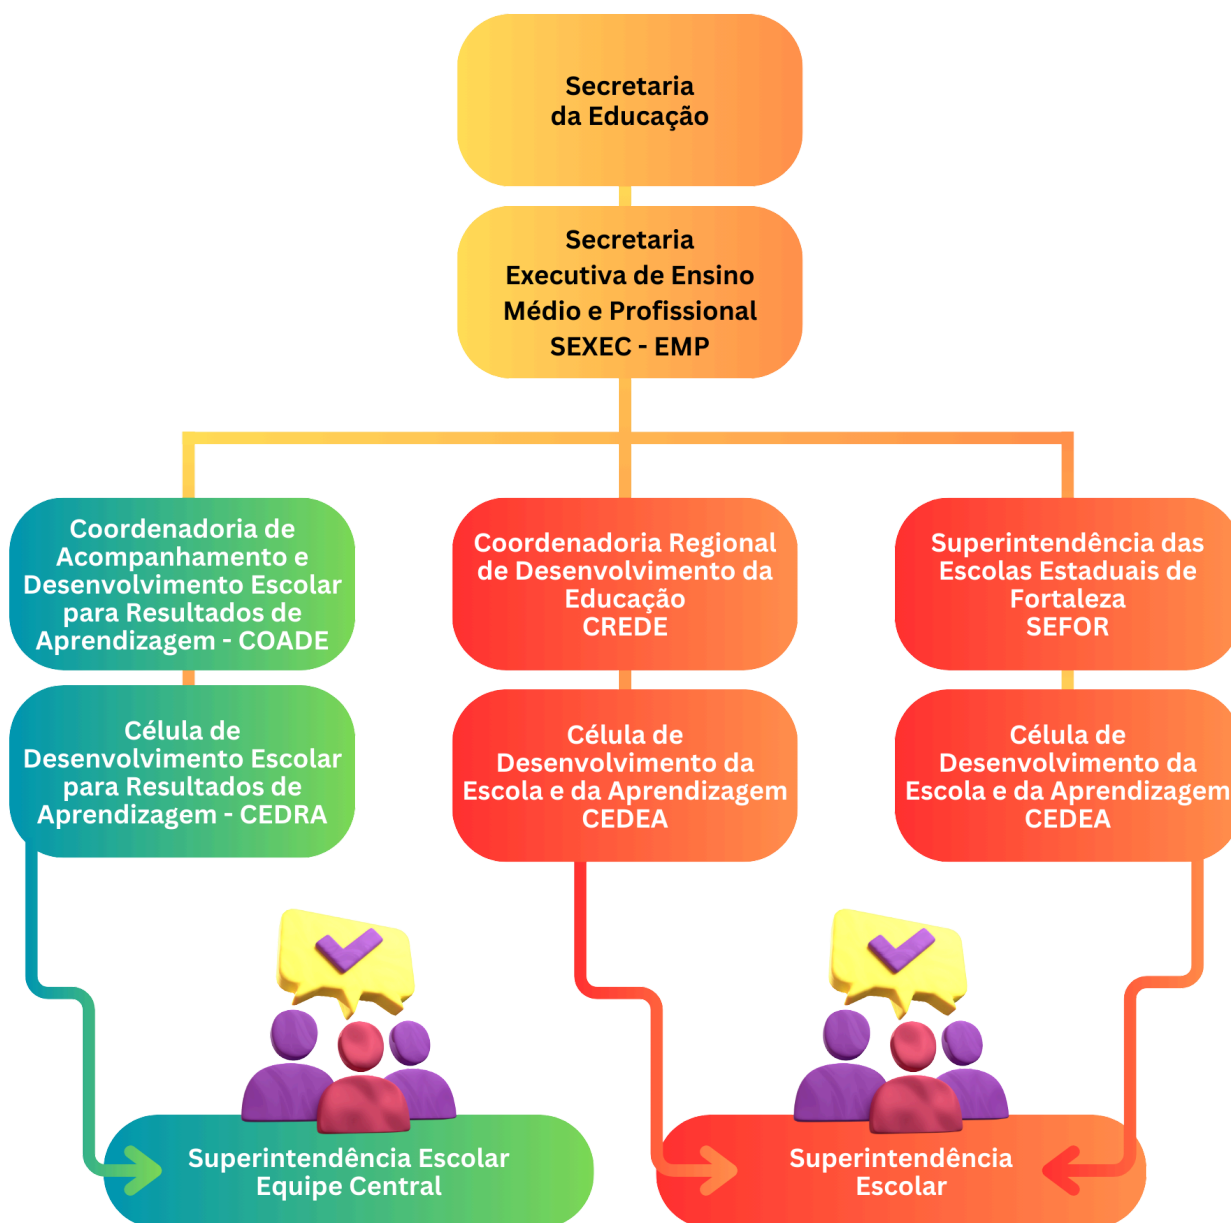 Secretaria
da Educação
Secretaria
Executiva de Ensino
Médio e Profissional
SEXEC - EMP
Coordenadoria de
Acompanhamento e
Desenvolvimento Escolar
para Resultados de
Aprendizagem - COADE
Coordenadoria Regional
de Desenvolvimento da
Educação
CREDE
Superintendência das
Escolas Estaduais de
Fortaleza
SEFOR
Célula de
Desenvolvimento Escolar
para Resultados de
Aprendizagem - CEDRA
Célula de
Desenvolvimento da
Escola e da Aprendizagem
CEDEA
Célula de
Desenvolvimento da
Escola e da Aprendizagem
CEDEA
Superintendência Escolar
Equipe Central
Superintendência
Escolar